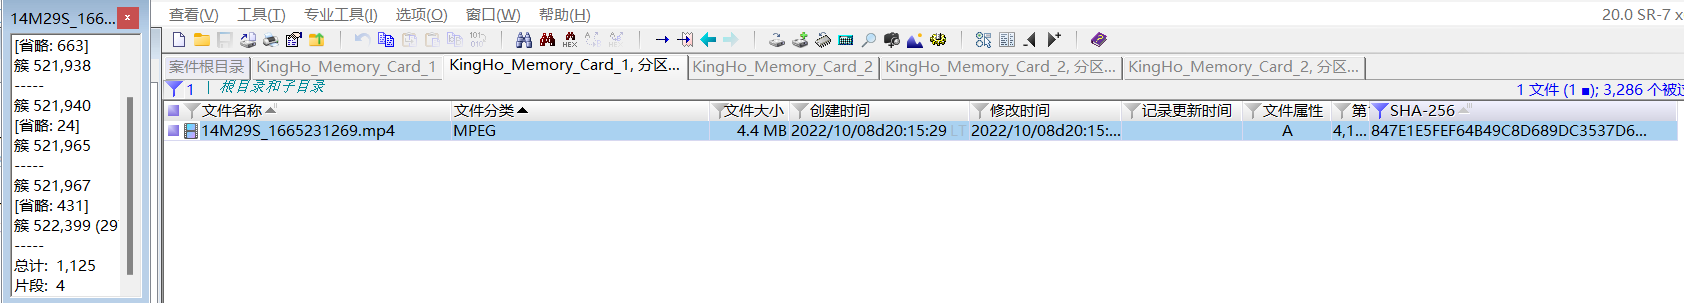 14M29S_166...
x
[省略: 663]
簇 521,938
-----
簇 521,940
[省略: 24]
簇 521,965
-----
簇 521,967
[省略: 431]
簇 522,399 (29
-----
总计: 1,125
片段: 4
查看(V) 工具(T) 专业工具(I) 选项(O) 窗口(W) 帮助(H)
20.0 SR-7 x
案件根目录 KingHo_Memory_Card_1 KingHo_Memory_Card_1, 分区... KingHo_Memory_Card_2 KingHo_Memory_Card_2, 分区... KingHo_Memory_Card_2, 分区...
1 根目录和子目录 1 文件 (1 ■); 3,286 个被过
文件名称 文件分类 文件大小 创建时间 修改时间 记录更新时间 文件属性 第 SHA-256
14M29S_1665231269.mp4 MPEG 4.4 MB 2022/10/08d20:15:29 LT 2022/10/08d20:15:... A 4,1... 847E1E5FEF64B49C8D689DC3537D6...